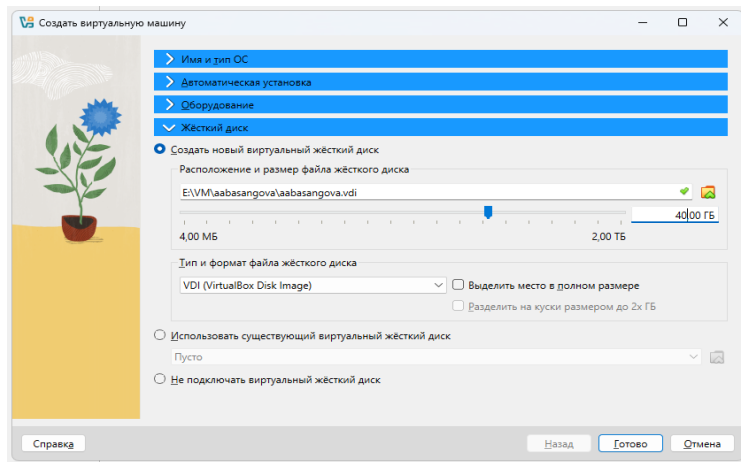 Создать виртуальную машину
Имя и тип ОС
Автоматическая установка
Оборудование
Жёсткий диск
Создать новый виртуальный жёсткий диск
Расположение и размер файла жёсткого диска
E:\VM\aabasangova\aabasangova.vdi
40,00 ГБ
4,00 МБ 2,00 ТБ
Тип и формат файла жёсткого диска
VDI (VirtualBox Disk Image) Выделить место в полном размере
Разделить на куски размером до 2х ГБ
Использовать существующий виртуальный жёсткий диск
Пусто
Не подключать виртуальный жёсткий диск
Справка Назад Готово Отмена